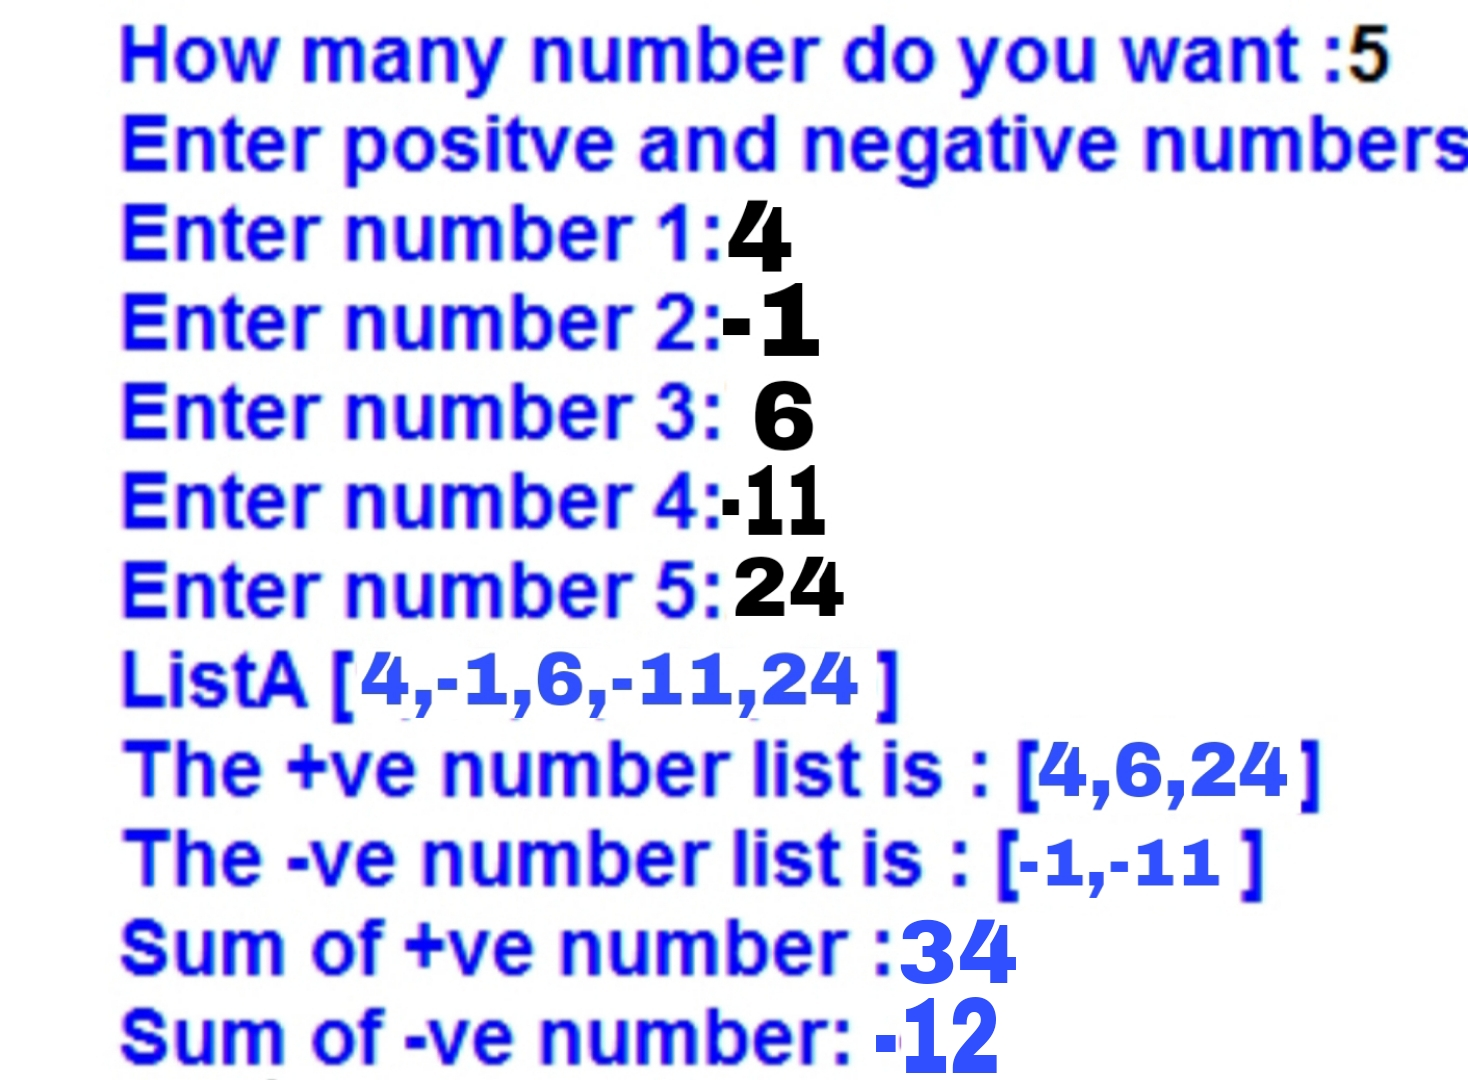 How many number do you want :5
Enter positve and negative numbers
Enter number 1:4
Enter number 2:-1
Enter number 3: 6
Enter number 4:-11
Enter number 5:24
ListA [4,-1,6,-11,24 ]
The +ve number list is : [4,6,24]
The -ve number list is : [-1,-11 ]
Sum of +ve number :34
Sum of -ve number: -12